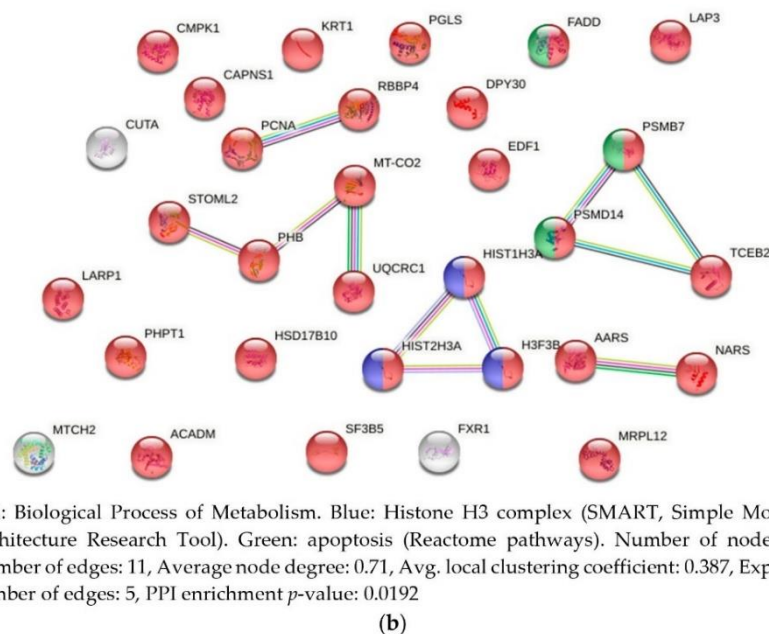 CMPK1
KRT1
PGLS
FADD
LAP3
CAPNS1
RBBP4
DPY30
CUTA
PCNA
EDF1
PSMB7
MT-CO2
STOML2
PHB
PSMD14
HIST1H3A
TCEB2
LARP1
UQCRC1
PHPT1
HSD17B10
HIST2H3A
H3F3B
AARS
NARS
MTCH2
ACADM
SF3B5
FXR1
MRPL12
: Biological Process of Metabolism. Blue: Histone H3 complex (SMART, Simple Mo
hitecture Research Tool). Green: apoptosis (Reactome pathways). Number of node
mber of edges: 11, Average node degree: 0.71, Avg. local clustering coefficient: 0.387, Exp
mber of edges: 5, PPI enrichment p-value: 0.0192
(b)